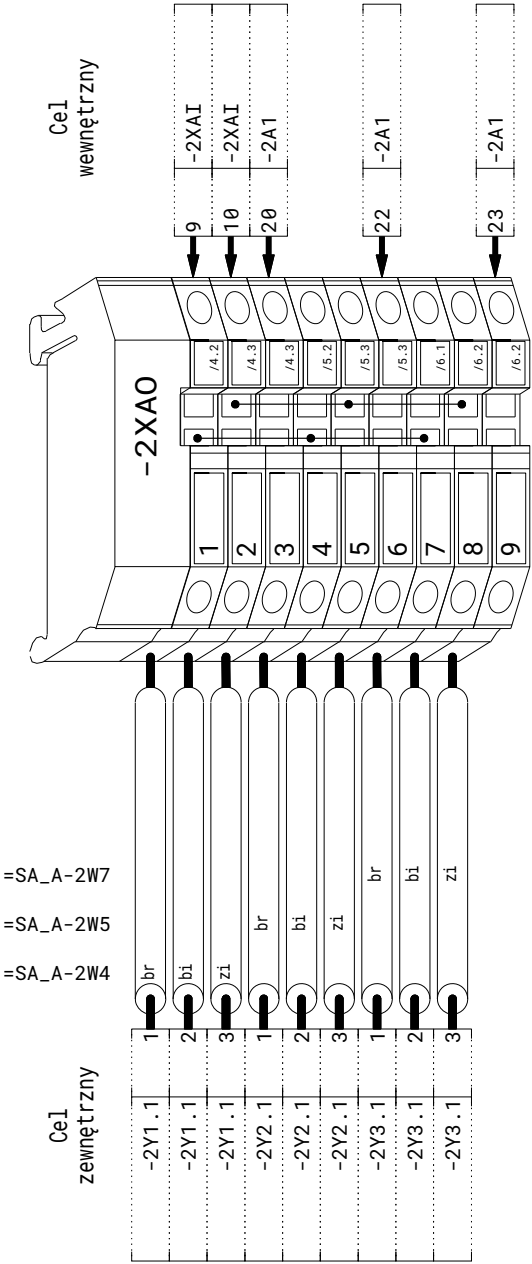 Cel
wewnętrzny
-2XAI
-2XAI
-2A1
-2A1
-2A1
9
10
20
22
23
-2XAO
/4.2
/4.3
/4.3
/5.2
/5.3
/5.3
/6.1
/6.2
/6.2
1
2
3
4
5
6
7
8
9
=SA_A-2W7
br
bi
zi
=SA_A-2W5
br
bi
zi
=SA_A-2W4
br
bi
zi
Cel
zewnętrzny
1
2
3
1
2
3
1
2
3
-2Y1.1
-2Y1.1
-2Y1.1
-2Y2.1
-2Y2.1
-2Y2.1
-2Y3.1
-2Y3.1
-2Y3.1